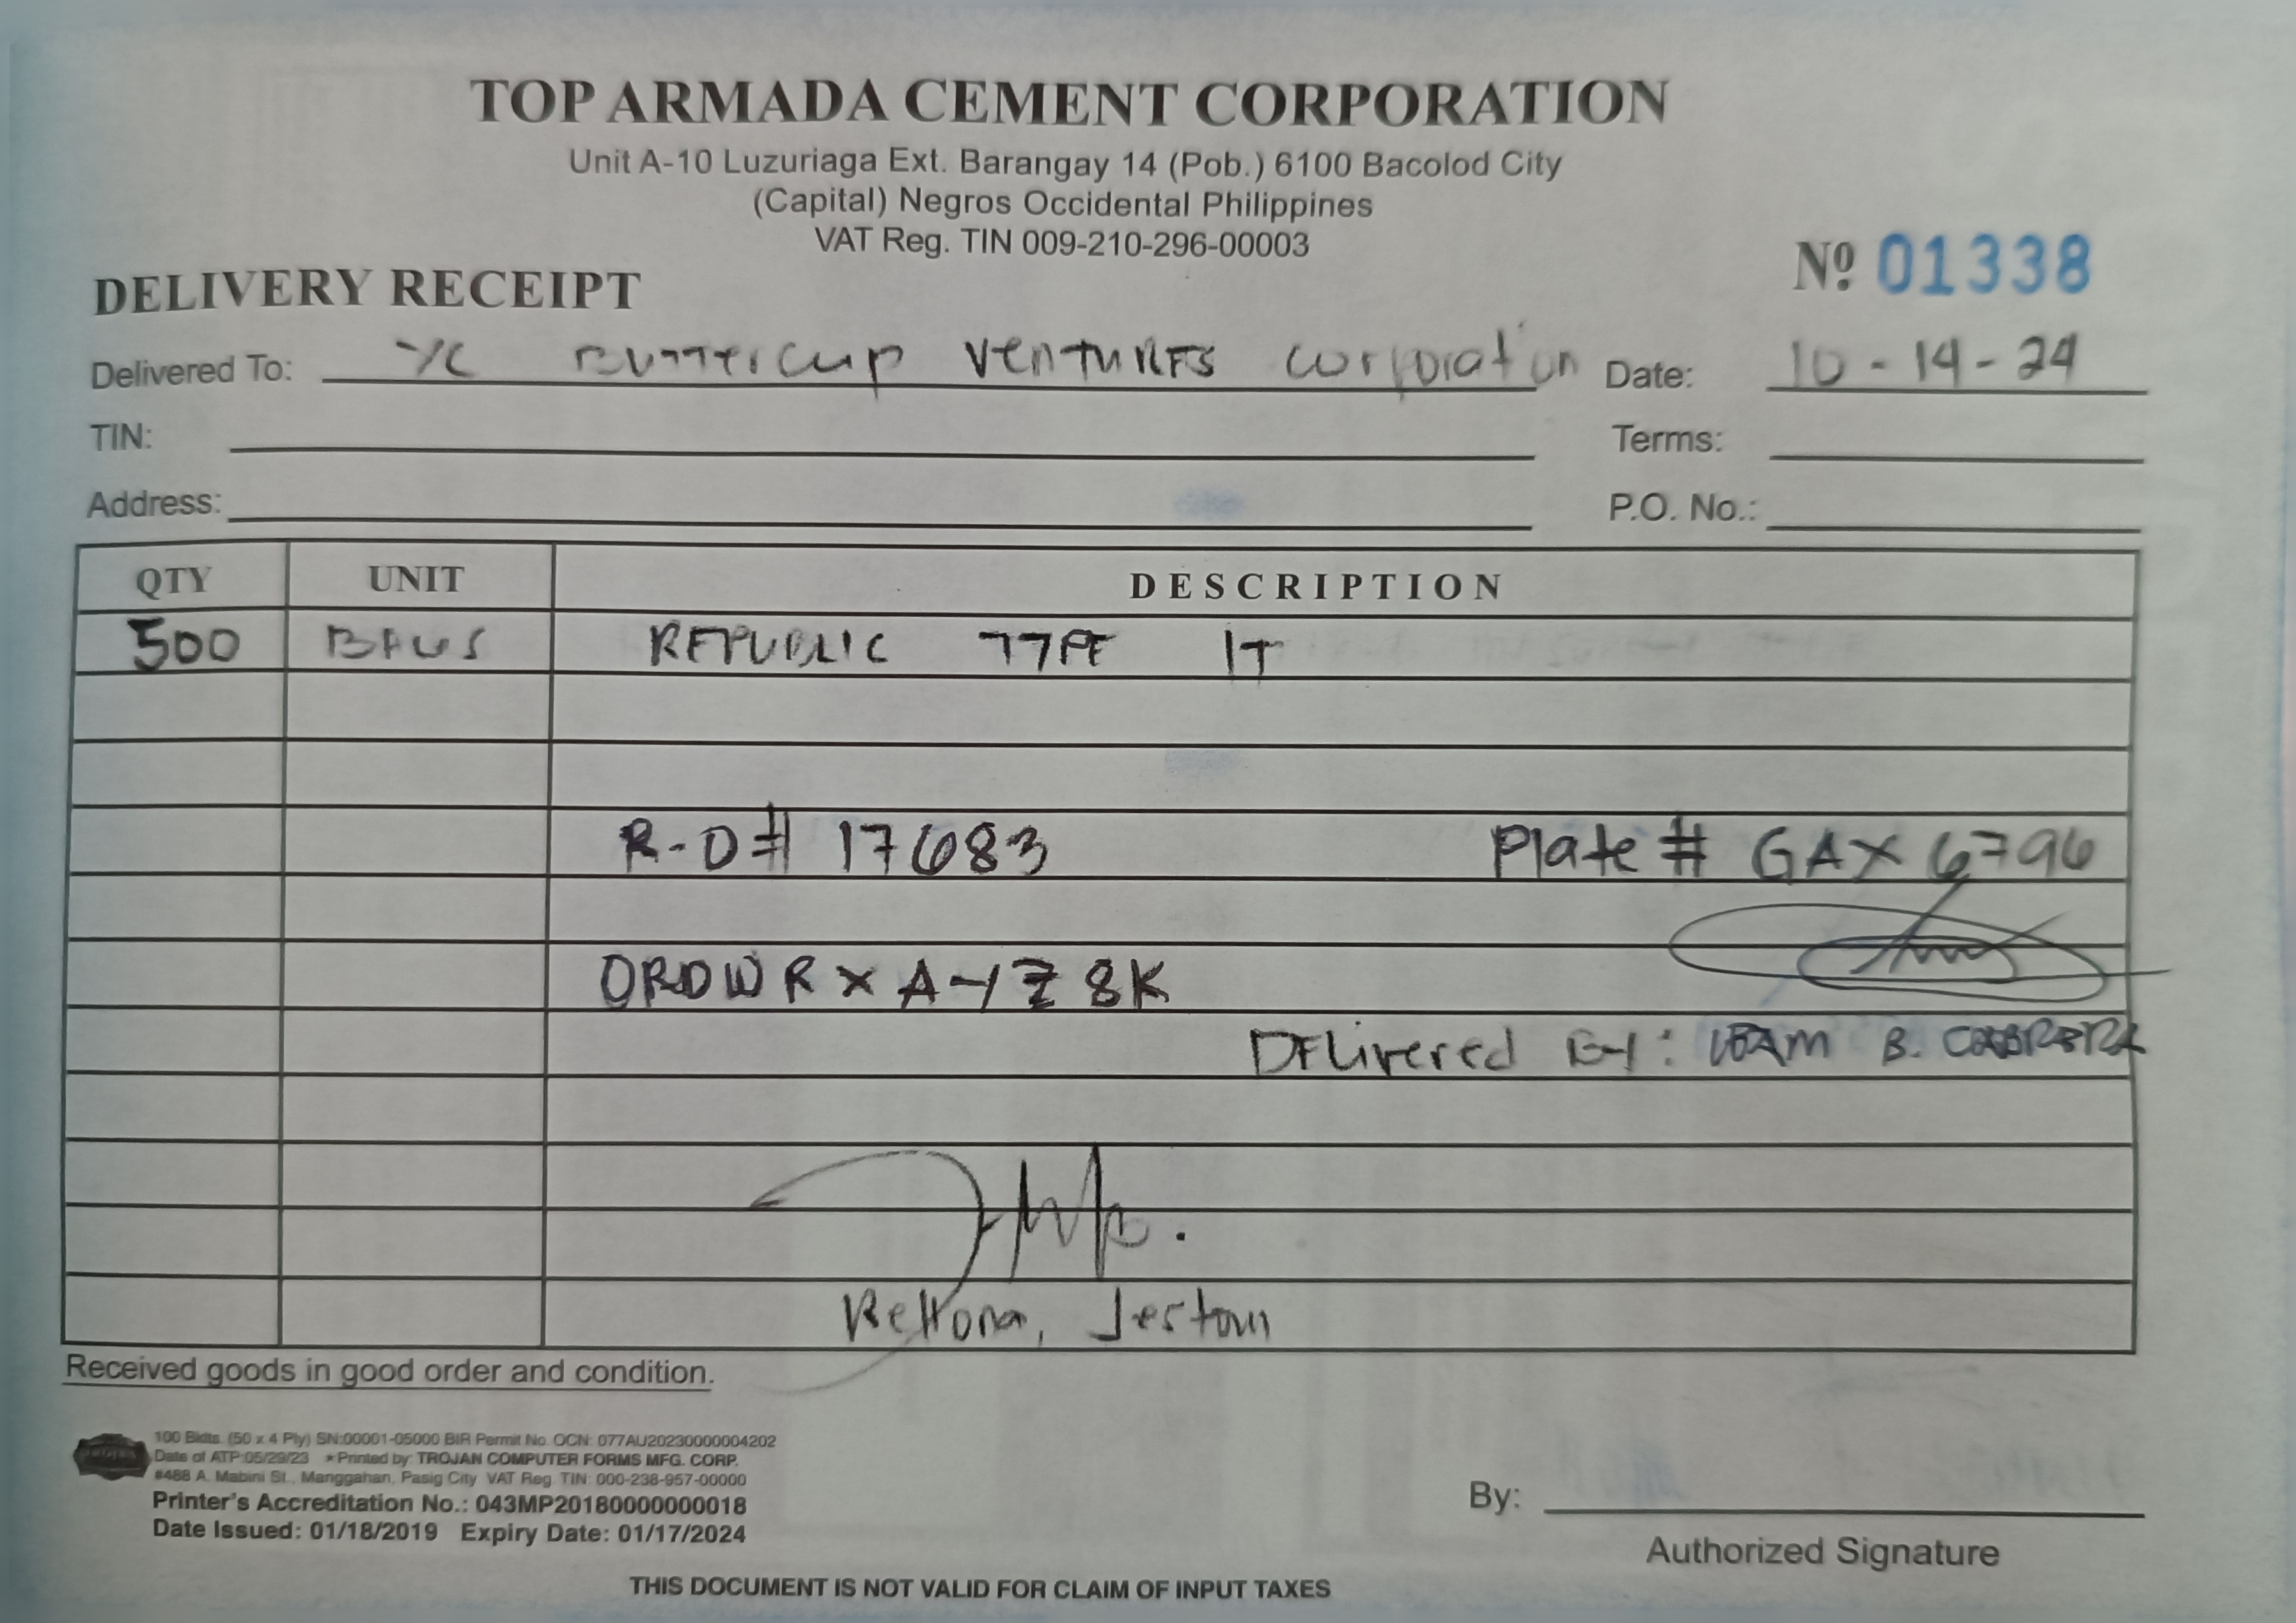 TOP ARMADA CEMENT CORPORATION
Unit A-10 Luzuriaga Ext. Barangay 14 (Pob.) 6100 Bacolod City
(Capital) Negros Occidental Philippines
VAT Reg. TIN 009-210-296-00003
Nº 01338
DELIVERY RECEIPT
Delivered To: YC BUTTERCUP VENTURES CORPORATION Date: 10-14-24
TIN: Terms:
Address: P.O. No.:
QTY UNIT DESCRIPTION
500 BAGS REPUBLIC TYPE 1T
R-O# 17683 Plate # GAX 6796
ORDWRXA-YZ8K
DELIVERED BY: B.
Jestoni
Received goods in good order and condition.
100 Bklts. (50 x 4 Ply) SN:00001-05000 BIR Permit No. OCN: 077AU20230000004202
Date of ATP:05/29/23 *Printed by: TROJAN COMPUTER FORMS MFG. CORP.
#488 A. Mabini St., Manggahan, Pasig City VAT Reg. TIN: 000-238-957-00000
Printer's Accreditation No.: 043MP20180000000018
Date Issued: 01/18/2019 Expiry Date: 01/17/2024
By:
Authorized Signature
THIS DOCUMENT IS NOT VALID FOR CLAIM OF INPUT TAXES